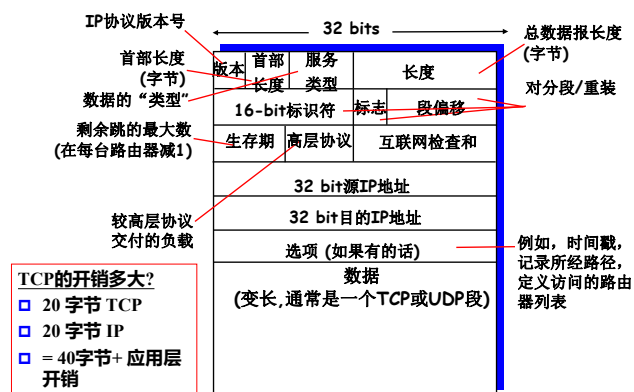 IP协议版本号
32 bits
总数据报长度
(字节)
首部长度
(字节)
版本
首部
长度
服务
类型
长度
数据的“类型”
16-bit标识符
标志
段偏移
对分段/重装
剩余跳的最大数
(在每台路由器减1)
生存期
高层协议
互联网检查和
32 bit源IP地址
32 bit目的IP地址
较高层协议
交付的负载
选项 (如果有的话)
例如，时间戳，
记录所经路径，
定义访问的路由
器列表
数据
(变长,通常是一个TCP或UDP段)
TCP的开销多大?
20 字节 TCP
20 字节 IP
= 40字节+ 应用层
开销